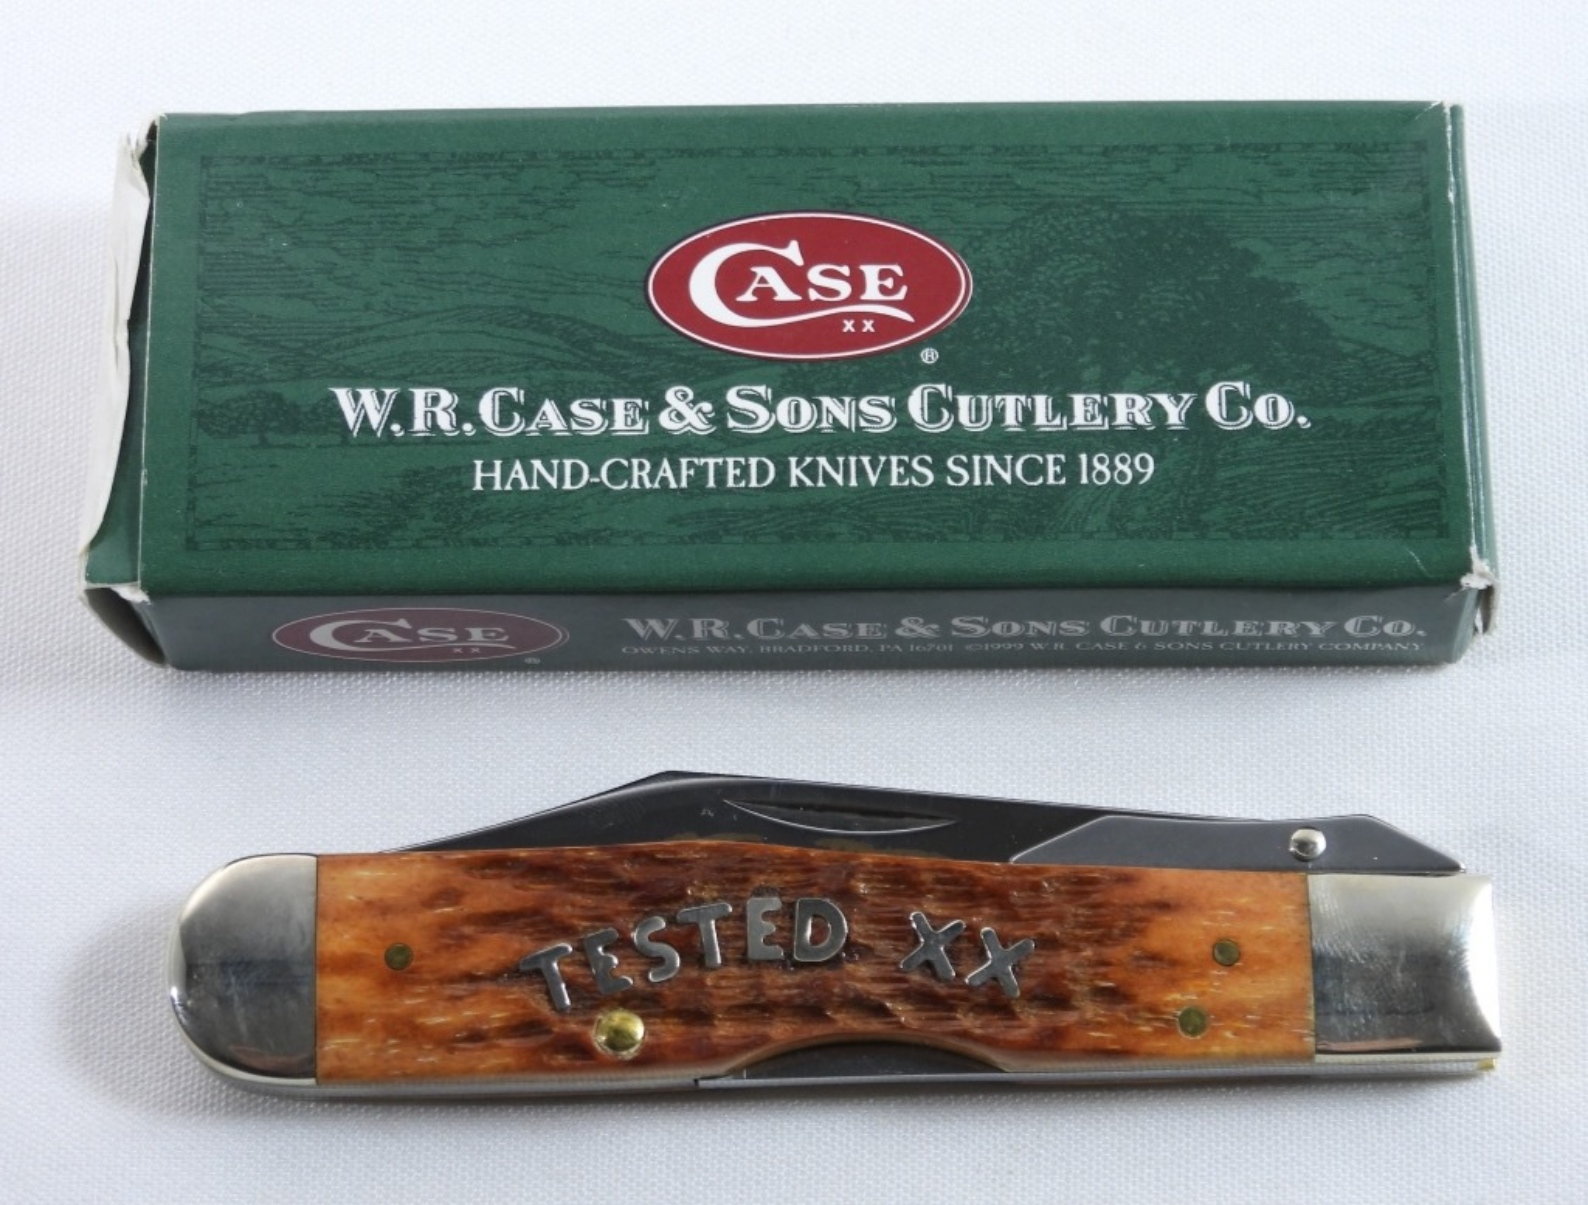 CASE
XX
®
W.R. CASE & SONS CUTLERY CO.
HAND-CRAFTED KNIVES SINCE 1889
CASE
XX
®
W.R. CASE & SONS CUTLERY CO.
OWENS WAY, BRADFORD, PA 16701 ©1999 W.R. CASE & SONS CUTLERY COMPANY
TESTED XX